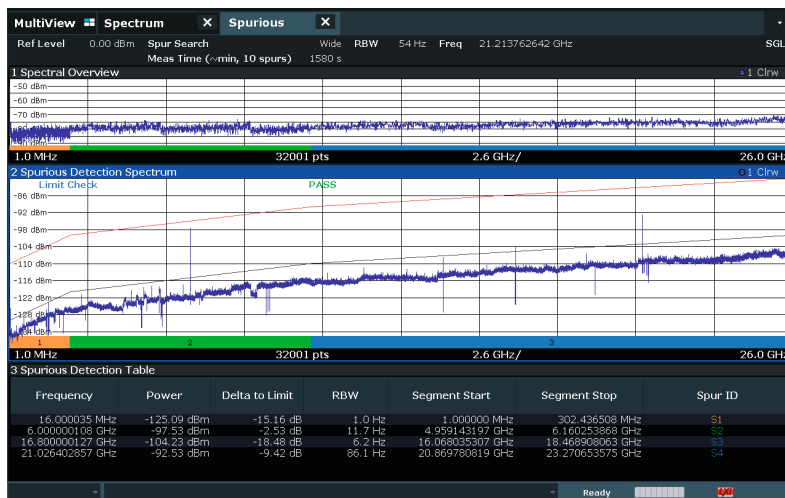 MultiView Spectrum X Spurious X
Ref Level 0.00 dBm Spur Search Wide RBW 54 Hz Freq 21.213762642 GHz SGL
Meas Time (~min, 10 spurs) 1580 s
1 Spectral Overview 1 Clrw
-50 dBm
-60 dBm
-70 dBm
1.0 MHz 32001 pts 2.6 GHz/ 26.0 GHz
2 Spurious Detection Spectrum 1 Clrw
Limit Check PASS
-86 dBm
-92 dBm
-98 dBm
-104 dBm
-110 dBm
-116 dBm
-122 dBm
-128 dBm
1 2 3
1.0 MHz 32001 pts 2.6 GHz/ 26.0 GHz
3 Spurious Detection Table
Frequency Power Delta to Limit RBW Segment Start Segment Stop Spur ID
16.000035 MHz -125.09 dBm -15.16 dB 1.0 Hz 1.000000 MHz 302.436508 MHz S1
6.000000108 GHz -97.53 dBm -2.53 dB 11.7 Hz 4.959143197 GHz 6.160253868 GHz S2
16.800000127 GHz -104.23 dBm -18.48 dB 6.2 Hz 16.068035307 GHz 18.468908063 GHz S3
21.026402857 GHz -92.53 dBm -9.42 dB 86.1 Hz 20.869780819 GHz 23.270653575 GHz S4
Ready